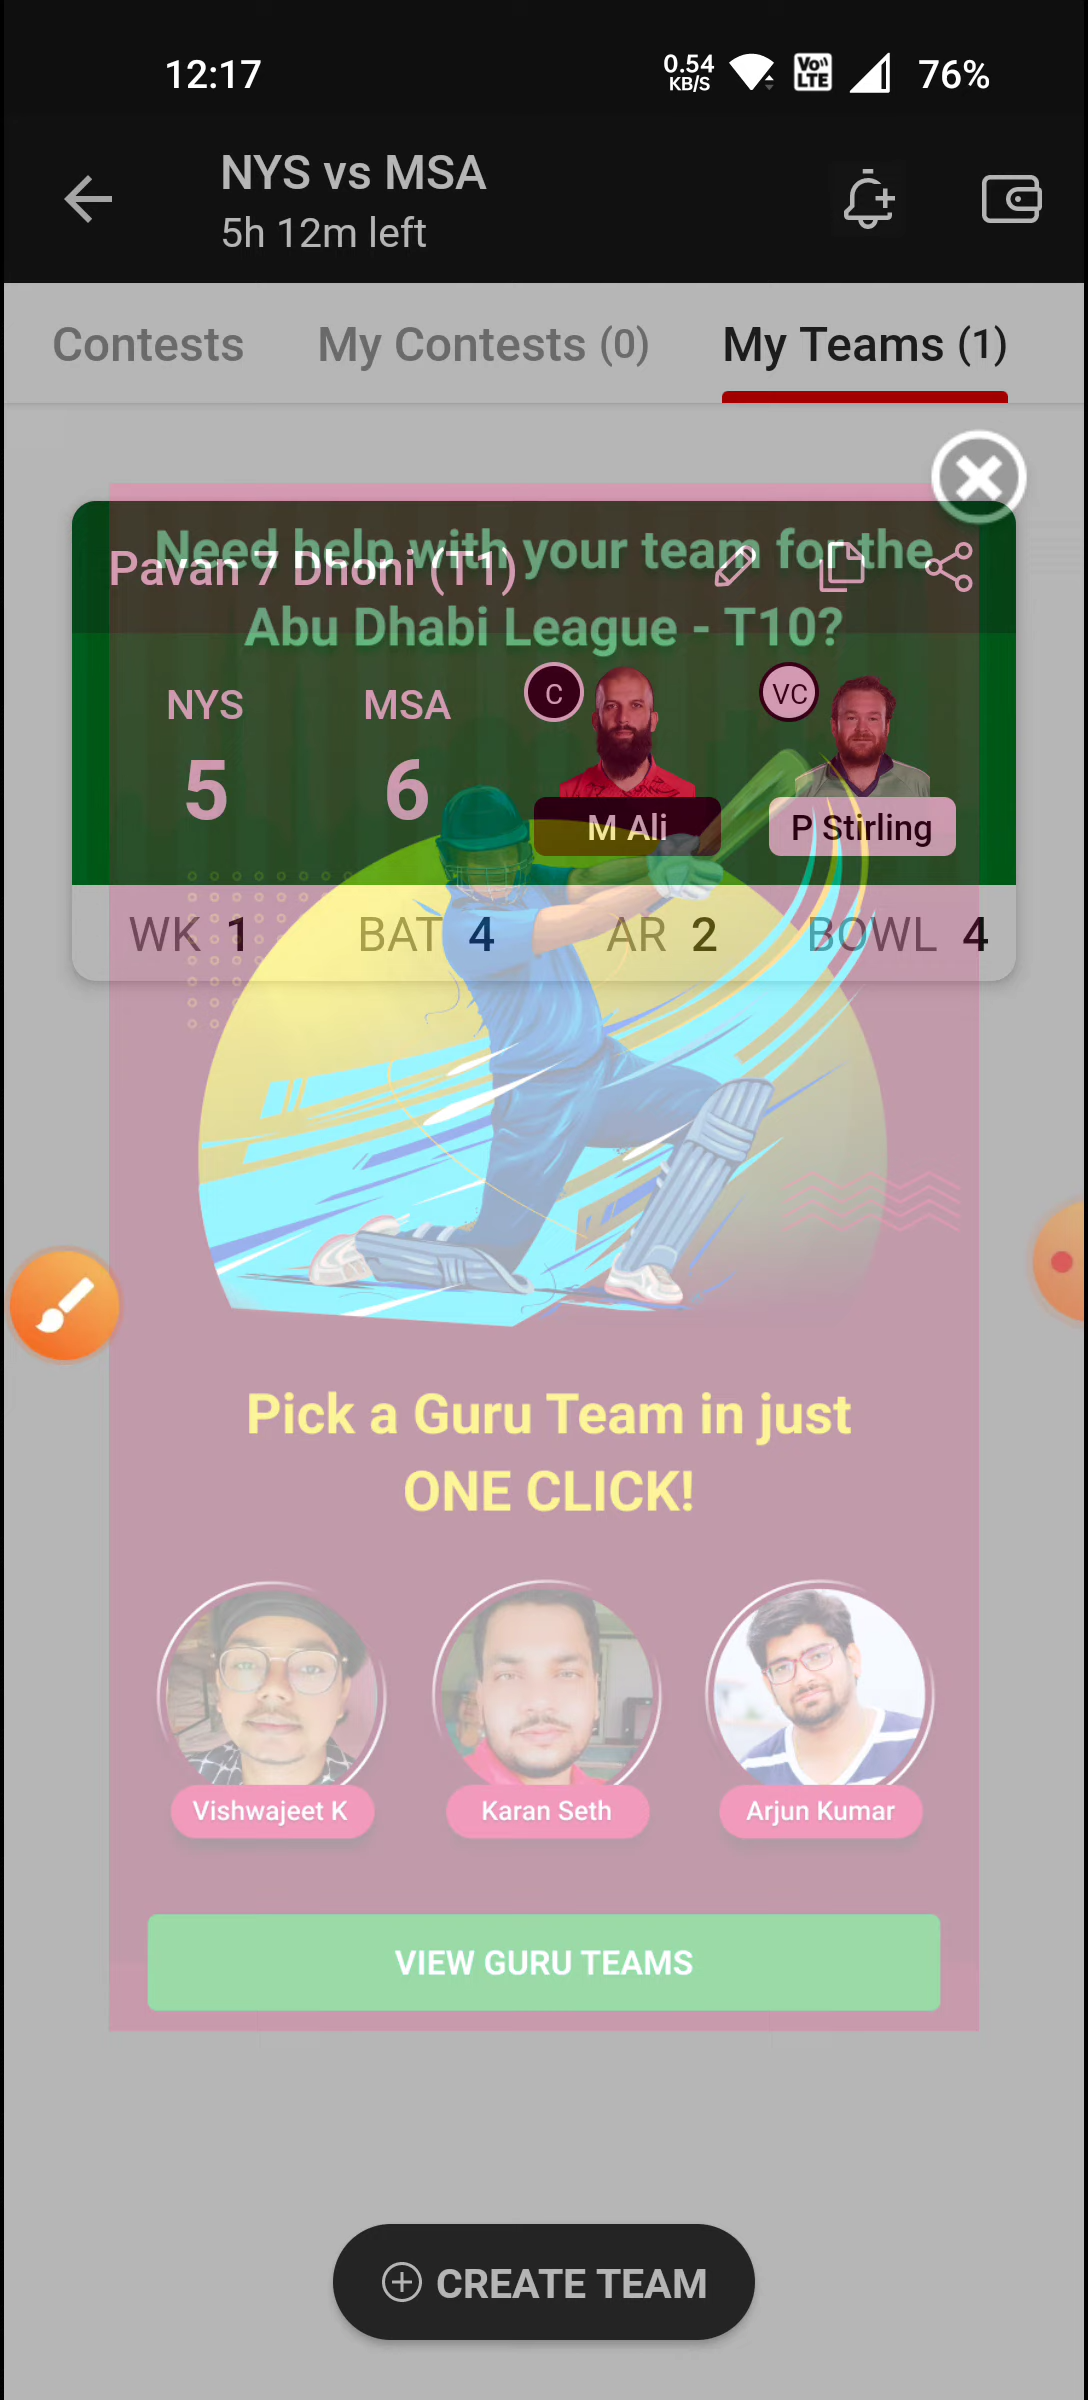 12:17
0.54
KB/S
Vo))
LTE
76%
NYS vs MSA
5h 12m left
Contests
My Contests (0)
My Teams (1)
Need help with your team for the
Abu Dhabi League - T10?
Pavan 7 Dhoni (T1)
NYS
MSA
C
VC
5
6
M Ali
P Stirling
WK 1
BAT 4
AR 2
BOWL 4
Pick a Guru Team in just
ONE CLICK!
Vishwajeet K
Karan Seth
Arjun Kumar
VIEW GURU TEAMS
CREATE TEAM